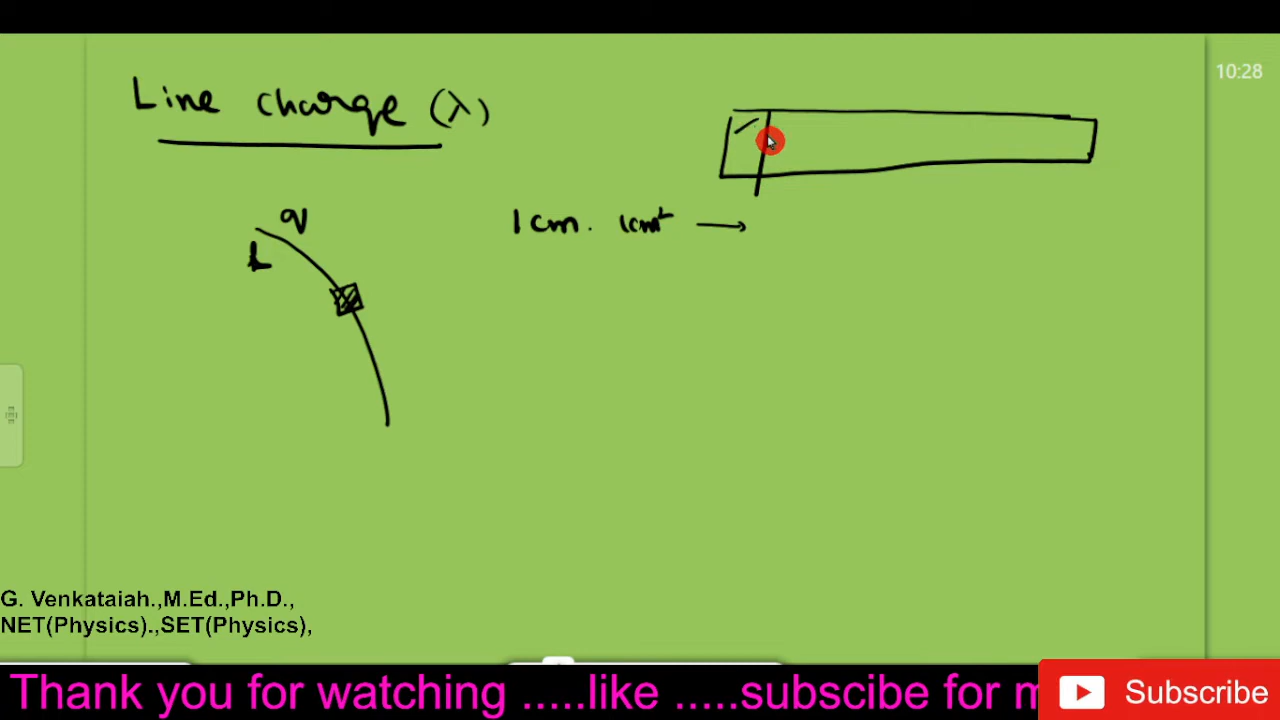 Line charge (λ)
10:28
q
L
1cm. 1cm²
G. Venkataiah.,M.Ed.,Ph.D.,
NET(Physics).,SET(Physics),
Thank you for watching .....like .....subscibe for m
Subscribe